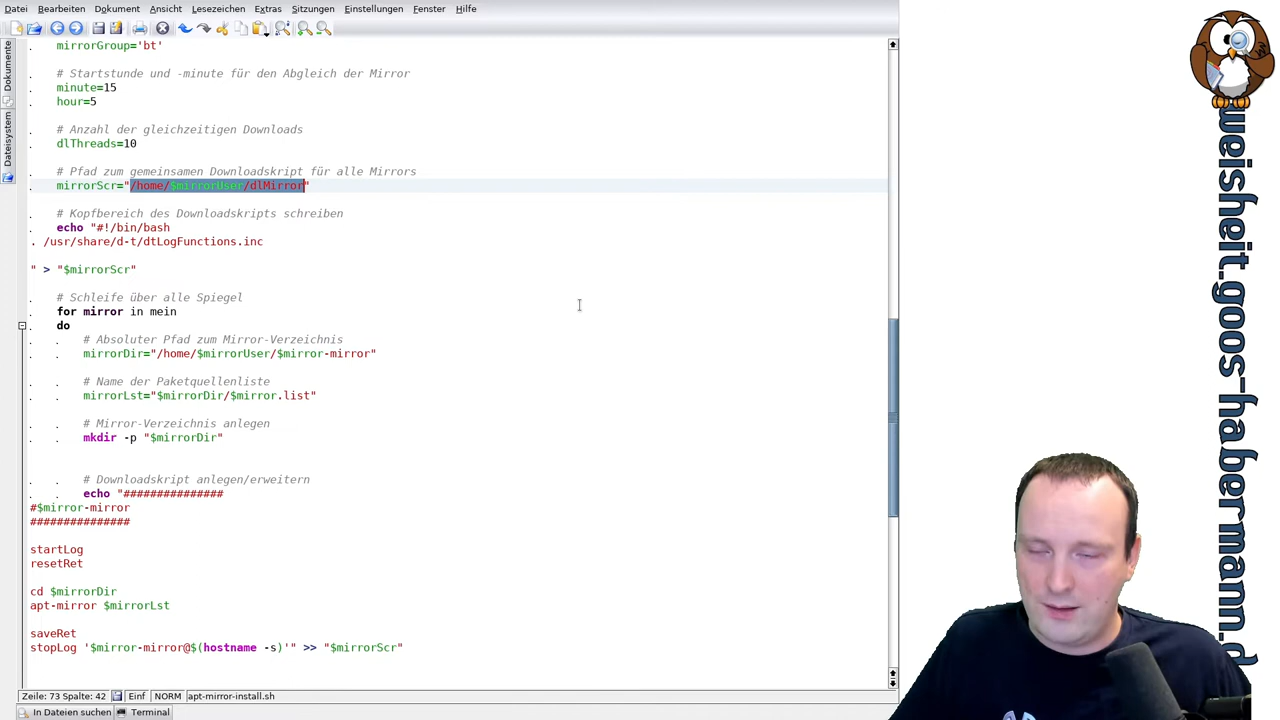 Datei Bearbeiten Dokument Ansicht Lesezeichen Extras Sitzungen Einstellungen Fenster Hilfe
Dokumente
Dateisystem
mirrorGroup='bt'
# Startstunde und -minute für den Abgleich der Mirror
minute=15
hour=5
# Anzahl der gleichzeitigen Downloads
dlThreads=10
# Pfad zum gemeinsamen Downloadskript für alle Mirrors
mirrorScr="/home/$mirrorUser/dlMirror"
# Kopfbereich des Downloadskripts schreiben
echo "#!/bin/bash
. /usr/share/d-t/dtLogFunctions.inc
" > "$mirrorScr"
# Schleife über alle Spiegel
for mirror in mein
do
# Absoluter Pfad zum Mirror-Verzeichnis
mirrorDir="/home/$mirrorUser/$mirror-mirror"
# Name der Paketquellenliste
mirrorLst="$mirrorDir/$mirror.list"
# Mirror-Verzeichnis anlegen
mkdir -p "$mirrorDir"
# Downloadskript anlegen/erweitern
echo "###############
#$mirror-mirror
###############
startLog
resetRet
cd $mirrorDir
apt-mirror $mirrorLst
saveRet
stopLog '$mirror-mirror@$(hostname -s)'" >> "$mirrorScr"
Zeile: 73 Spalte: 42 Einf NORM apt-mirror-install.sh
In Dateien suchen Terminal
weisheit.goos-habermann.d